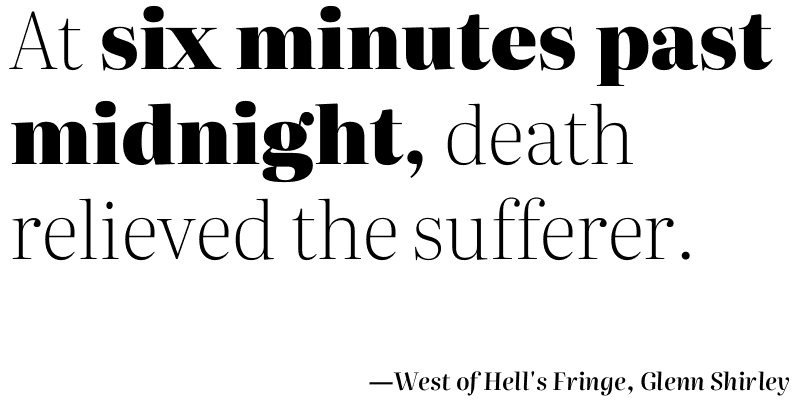 At six minutes past
midnight, death
relieved the sufferer.
—West of Hell's Fringe, Glenn Shirley